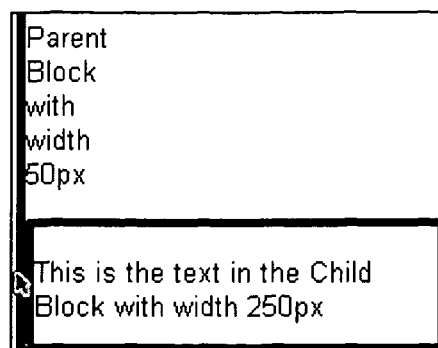 Parent
Block
with
width
50px
This is the text in the Child
Block with width 250px